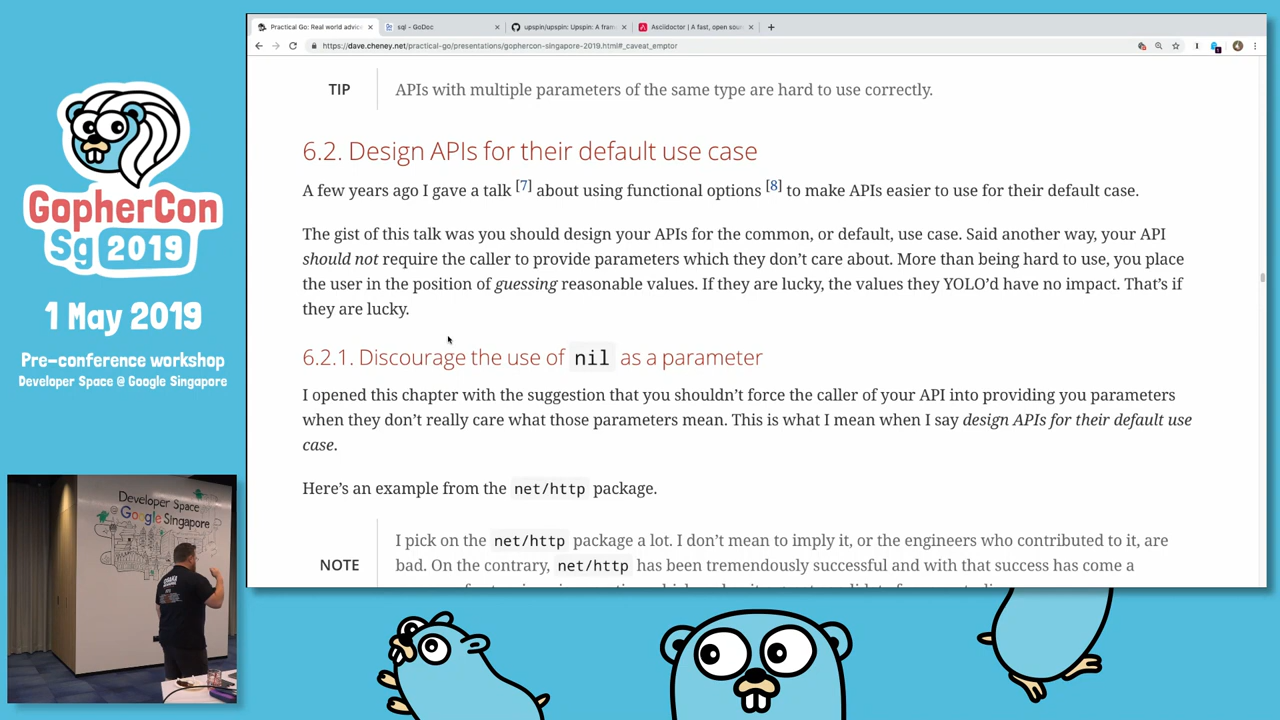 Practical Go: Real world advice
sql - GoDoc
upspin/upspin: Upspin: A fram
Asciidoctor | A fast, open sou
https://dave.cheney.net/practical-go/presentations/gophercon-singapore-2019.html#_caveat_emptor
TIP
APIs with multiple parameters of the same type are hard to use correctly.
6.2. Design APIs for their default use case
A few years ago I gave a talk [7] about using functional options [8] to make APIs easier to use for their default case.
The gist of this talk was you should design your APIs for the common, or default, use case. Said another way, your API
should not require the caller to provide parameters which they don’t care about. More than being hard to use, you place
the user in the position of guessing reasonable values. If they are lucky, the values they YOLO’d have no impact. That’s if
they are lucky.
6.2.1. Discourage the use of nil as a parameter
I opened this chapter with the suggestion that you shouldn’t force the caller of your API into providing you parameters
when they don’t really care what those parameters mean. This is what I mean when I say design APIs for their default use
case.
Here’s an example from the net/http package.
NOTE
I pick on the net/http package a lot. I don’t mean to imply it, or the engineers who contributed to it, are
bad. On the contrary, net/http has been tremendously successful and with that success has come a
GopherCon
Sg 2019
1 May 2019
Pre-conference workshop
Developer Space @ Google Singapore
Developer Space
@ Google Singapore